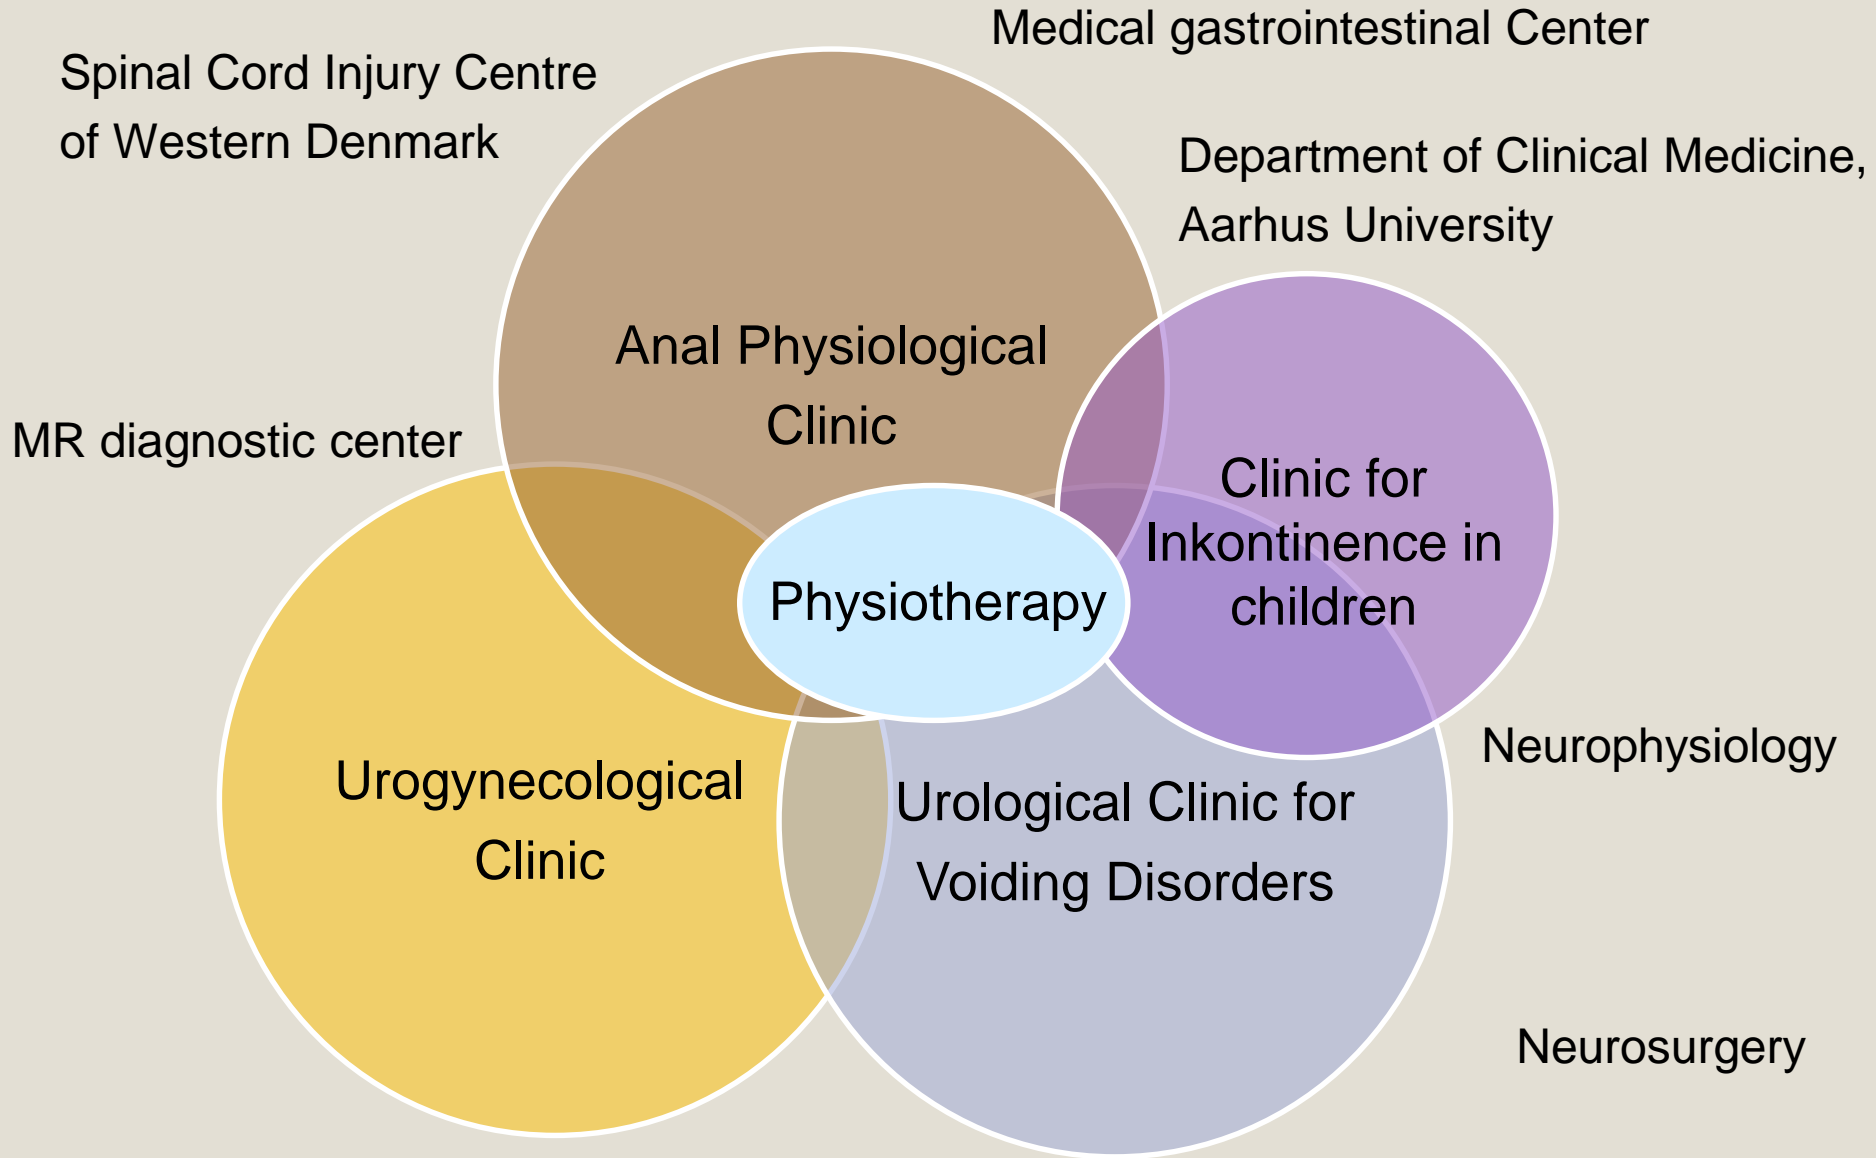 Medical gastrointestinal Center
Spinal Cord Injury Centre
of Western Denmark
Department of Clinical Medicine,
Aarhus University
Anal Physiological
Clinic
MR diagnostic center
Clinic for
Inkontinence in
children
Physiotherapy
Neurophysiology
Urogynecological
Clinic
Urological Clinic for
Voiding Disorders
Neurosurgery